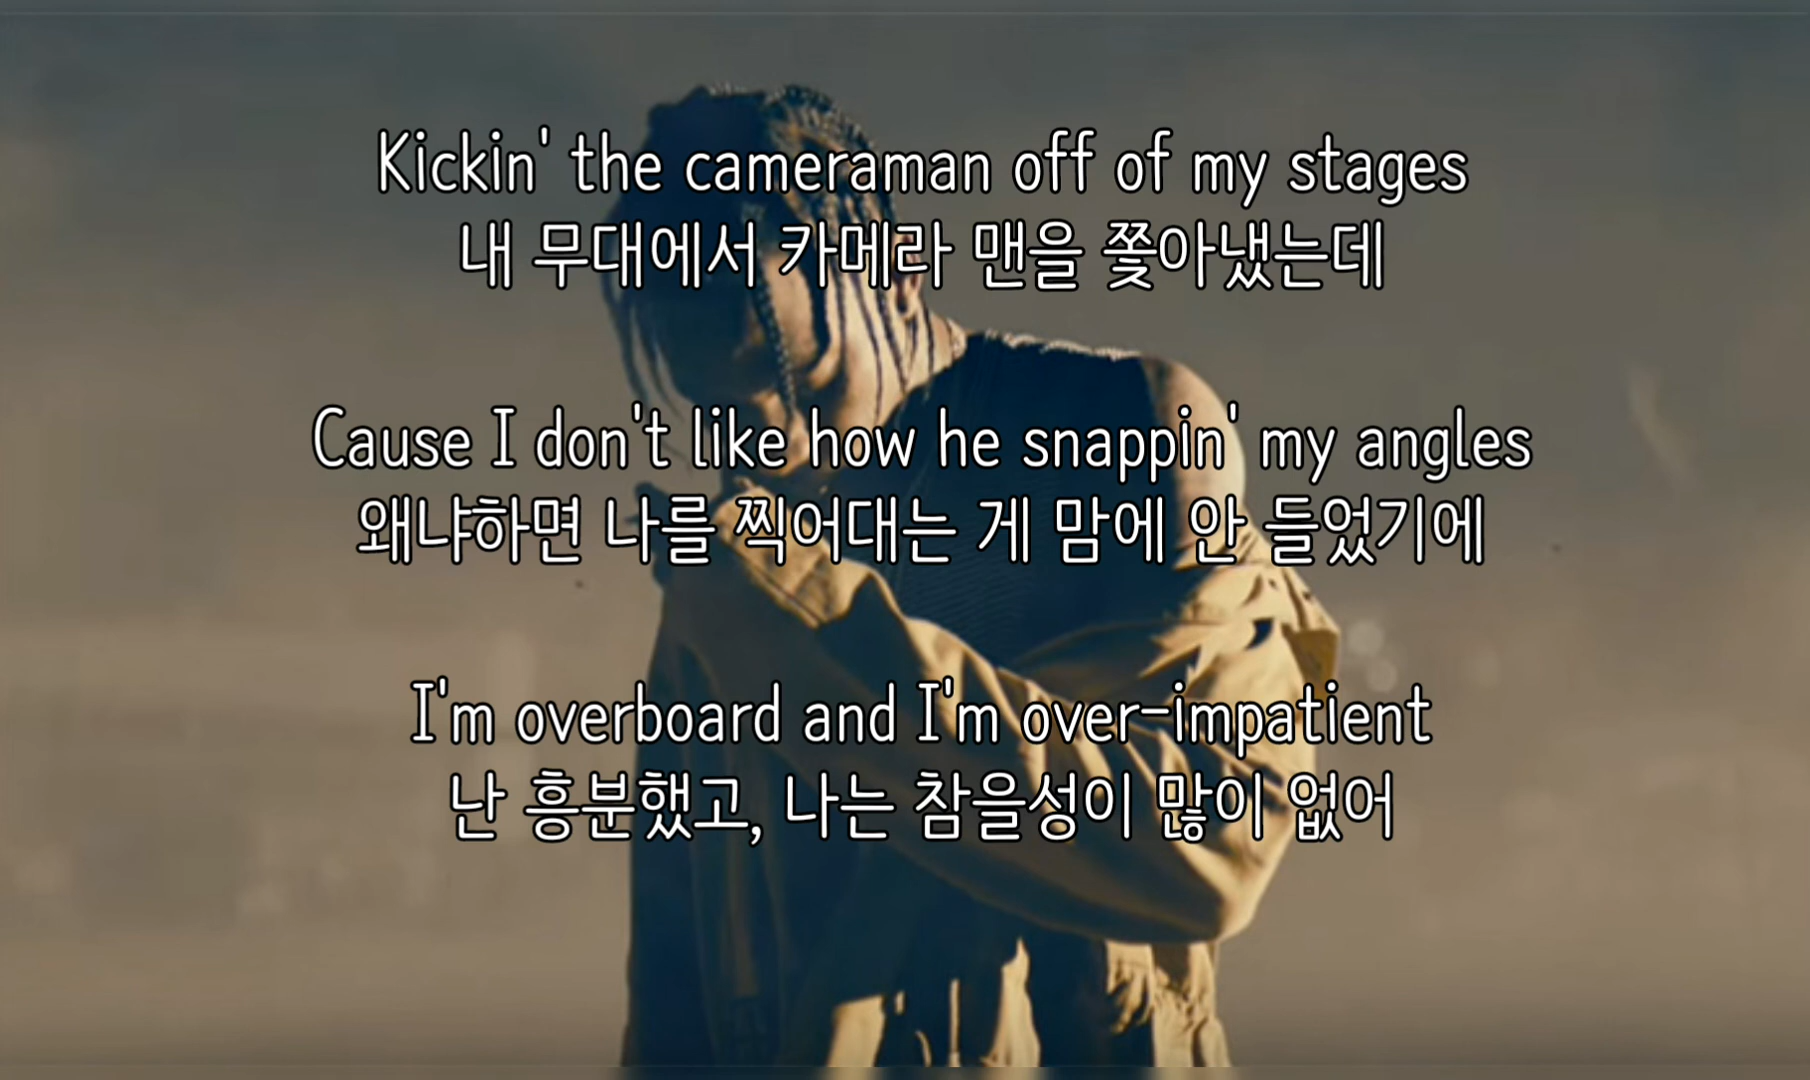 Kickin' the cameraman off of my stages
내 무대에서 카메라 맨을 쫓아냈는데
Cause I don't like how he snappin' my angles
왜냐하면 나를 찍어대는 게 맘에 안 들었기에
I'm overboard and I'm over-impatient
난 흥분했고, 나는 참을성이 많이 없어